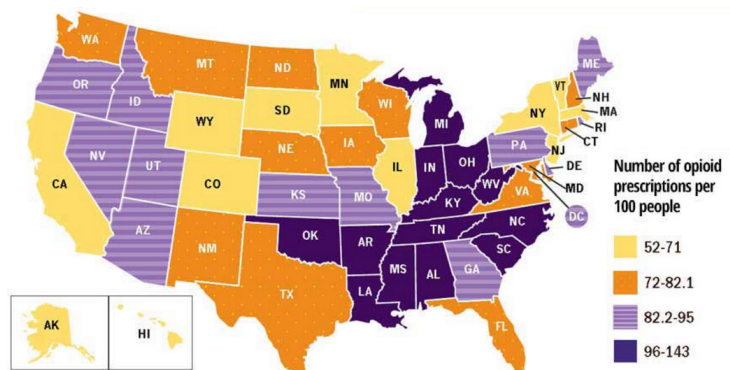 WA
MT
ND
MN
ME
OR
ID
WY
SD
WI
MI
VT
NY
NH
MA
RI
CT
NV
UT
CO
NE
IA
IL
IN
OH
PA
NJ
DE
MD
DC
CA
AZ
NM
KS
MO
KY
WV
VA
OK
AR
TN
NC
SC
TX
LA
MS
AL
GA
FL
AK
HI
Number of opioid
prescriptions per
100 people
52-71
72-82.1
82.2-95
96-143